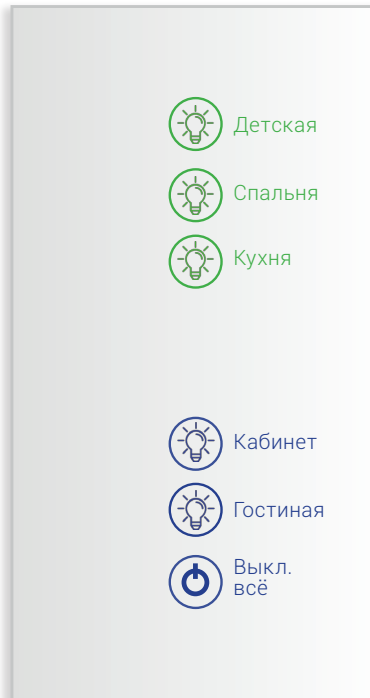 Детская
Спальня
Кухня
Кабинет
Гостиная
Выкл.
всё